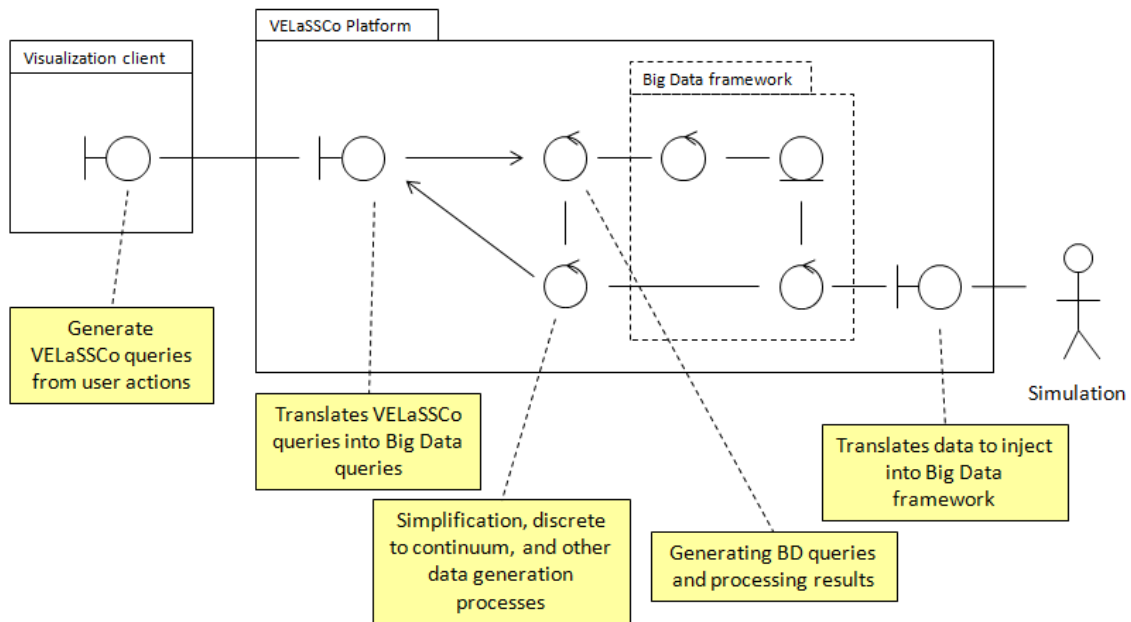 VELaSSCo Platform
Visualization client
Big Data framework
Generate
VELaSSCo queries
from user actions
Translates VELaSSCo
queries into Big Data
queries
Simplification, discrete
to continuum, and other
data generation
processes
Generating BD queries
and processing results
Translates data to inject
into Big Data
framework
Simulation